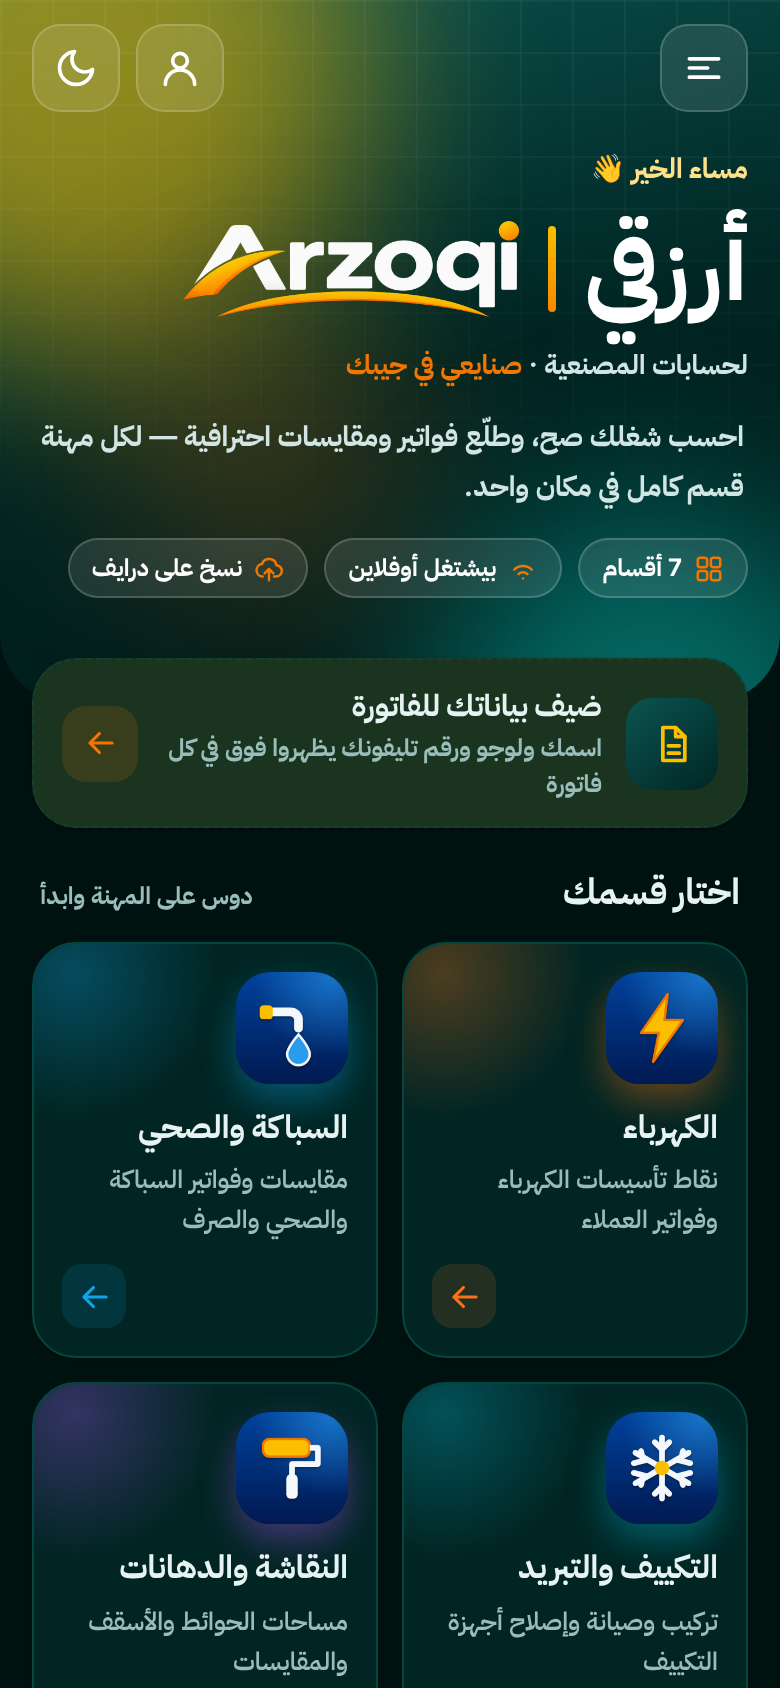 مساء الخير 👋
أرزقي | Arzoqi
لحسابات المصنعية · صنايعي في جيبك
احسب شغلك صح، وطلّع فواتير ومقايسات احترافية — لكل مهنة
قسم كامل في مكان واحد.
7 أقسام
بيشتغل أوفلاين
نسخ على درايف
ضيف بياناتك للفاتورة
اسمك ولوجو ورقم تليفونك يظهروا فوق في كل
فاتورة
اختار قسمك
دوس على المهنة وابدأ
الكهرباء
نقاط تأسيسات الكهرباء
وفواتير العملاء
السباكة والصحي
مقايسات وفواتير السباكة
والصحي والصرف
التكييف والتبريد
تركيب وصيانة وإصلاح أجهزة
التكييف
النقاشة والدهانات
مساحات الحوائط والأسقف
والمقايسات